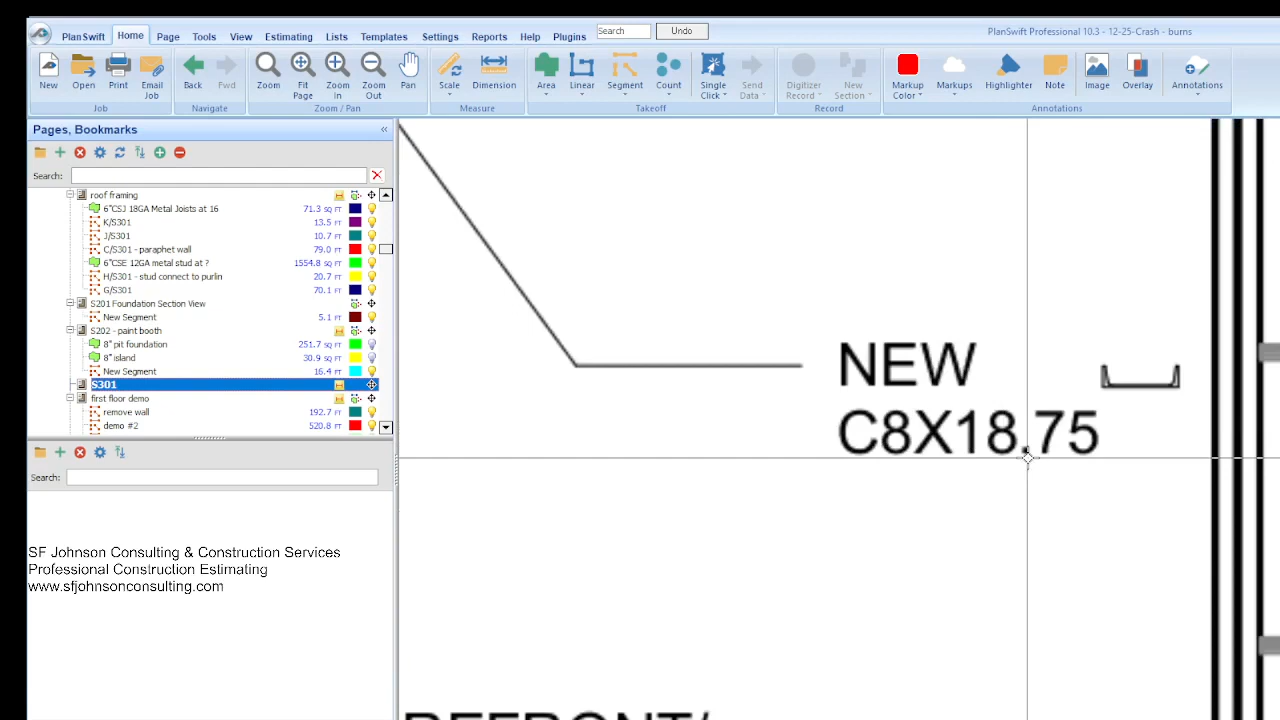 PlanSwift Home Page Tools View Estimating Lists Templates Settings Reports Help Plugins Search Undo PlanSwift Professional 10.3 - 12-25-Crash - burns
New Open Print Email Job Back Fwd Zoom Fit Page Zoom In Zoom Out Pan Scale Dimension Area Linear Segment Count Single Click Send Data Digitizer Record New Section Markup Color Markups Highlighter Note Image Overlay Annotations
Job Navigate Zoom / Pan Measure Takeoff Record Annotations
Pages, Bookmarks
Search:
roof framing
6"CSJ 18GA Metal Joists at 16 71.3 SQ FT
K/S301 13.5 FT
J/S301 10.7 FT
C/S301 - paraphet wall 79.0 FT
6"CSE 12GA metal stud at ? 1554.8 SQ FT
H/S301 - stud connect to purlin 20.7 FT
G/S301 70.1 FT
S201 Foundation Section View
New Segment 5.1 FT
S202 - paint booth
8" pit foundation 251.7 SQ FT
8" island 30.9 SQ FT
New Segment 16.4 FT
S301
first floor demo
remove wall 192.7 FT
demo #2 520.8 FT
Search:
SF Johnson Consulting & Construction Services
Professional Construction Estimating
www.sfjohnsonconsulting.com
NEW
C8X18.75